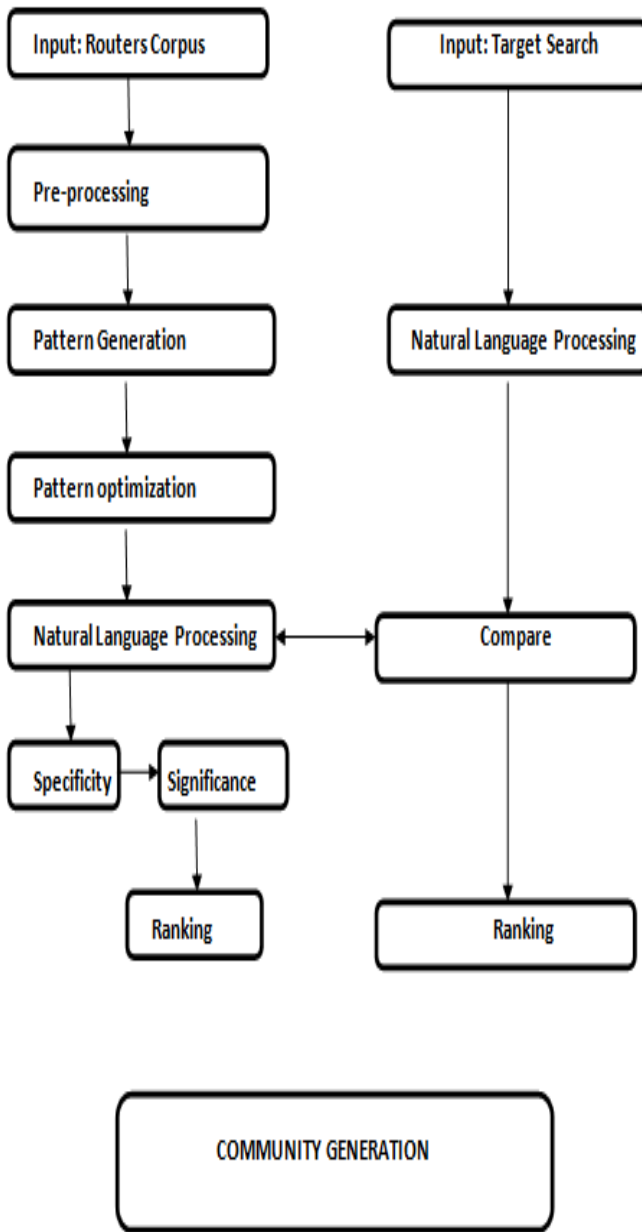 Input: Routers Corpus
Input: Target Search
Pre-processing
Pattern Generation
Natural Language Processing
Pattern optimization
Natural Language Processing
Compare
Specificity
Significance
Ranking
Ranking
COMMUNITY GENERATION